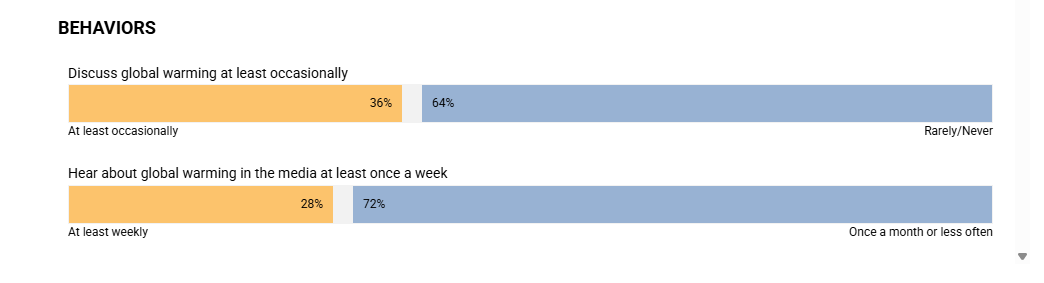 BEHAVIORS
Discuss global warming at least occasionally
36% 64%
At least occasionally Rarely/Never
Hear about global warming in the media at least once a week
28% 72%
At least weekly Once a month or less often